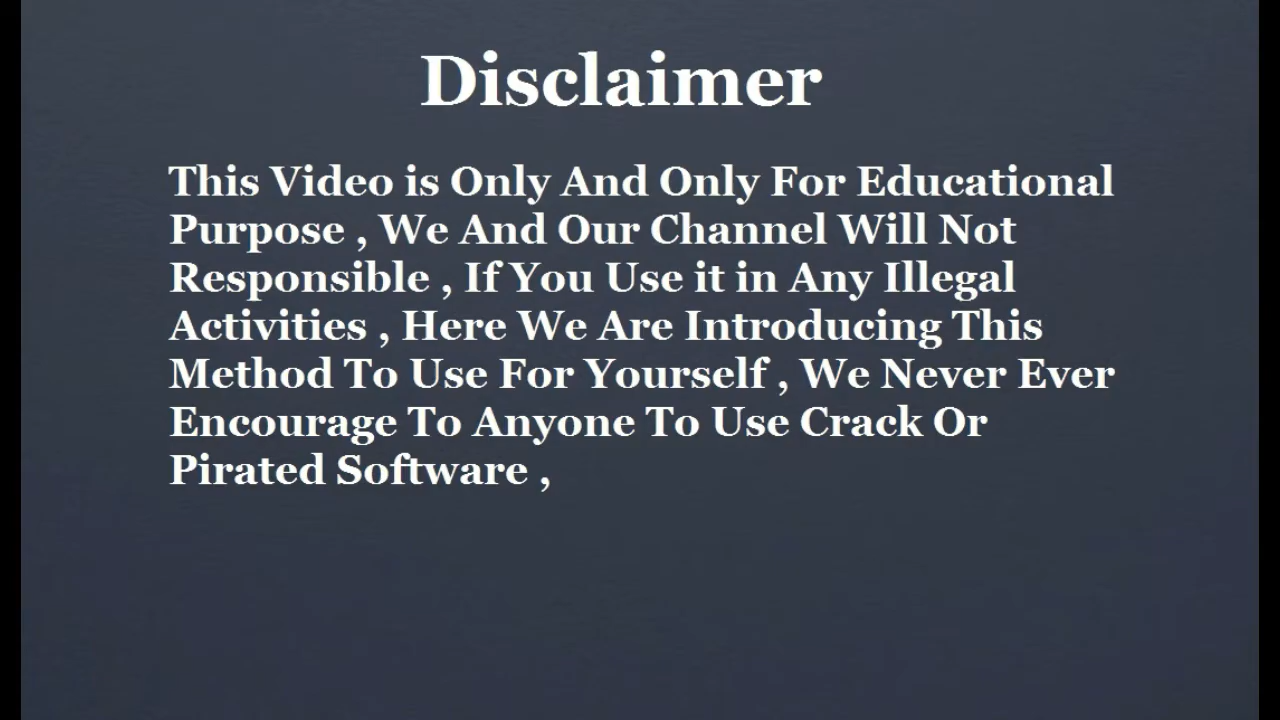 Disclaimer
This Video is Only And Only For Educational
Purpose , We And Our Channel Will Not
Responsible , If You Use it in Any Illegal
Activities , Here We Are Introducing This
Method To Use For Yourself , We Never Ever
Encourage To Anyone To Use Crack Or
Pirated Software ,